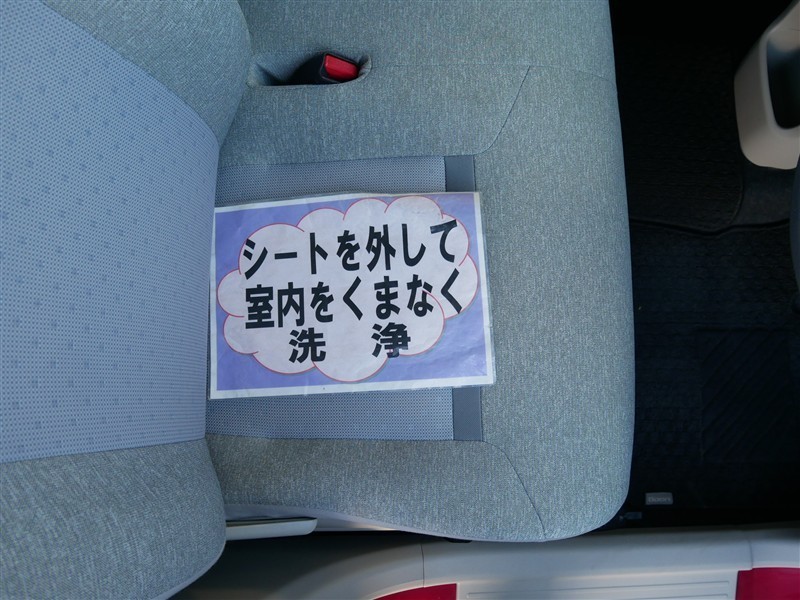 シートを外して
室内をくまなく
洗　浄